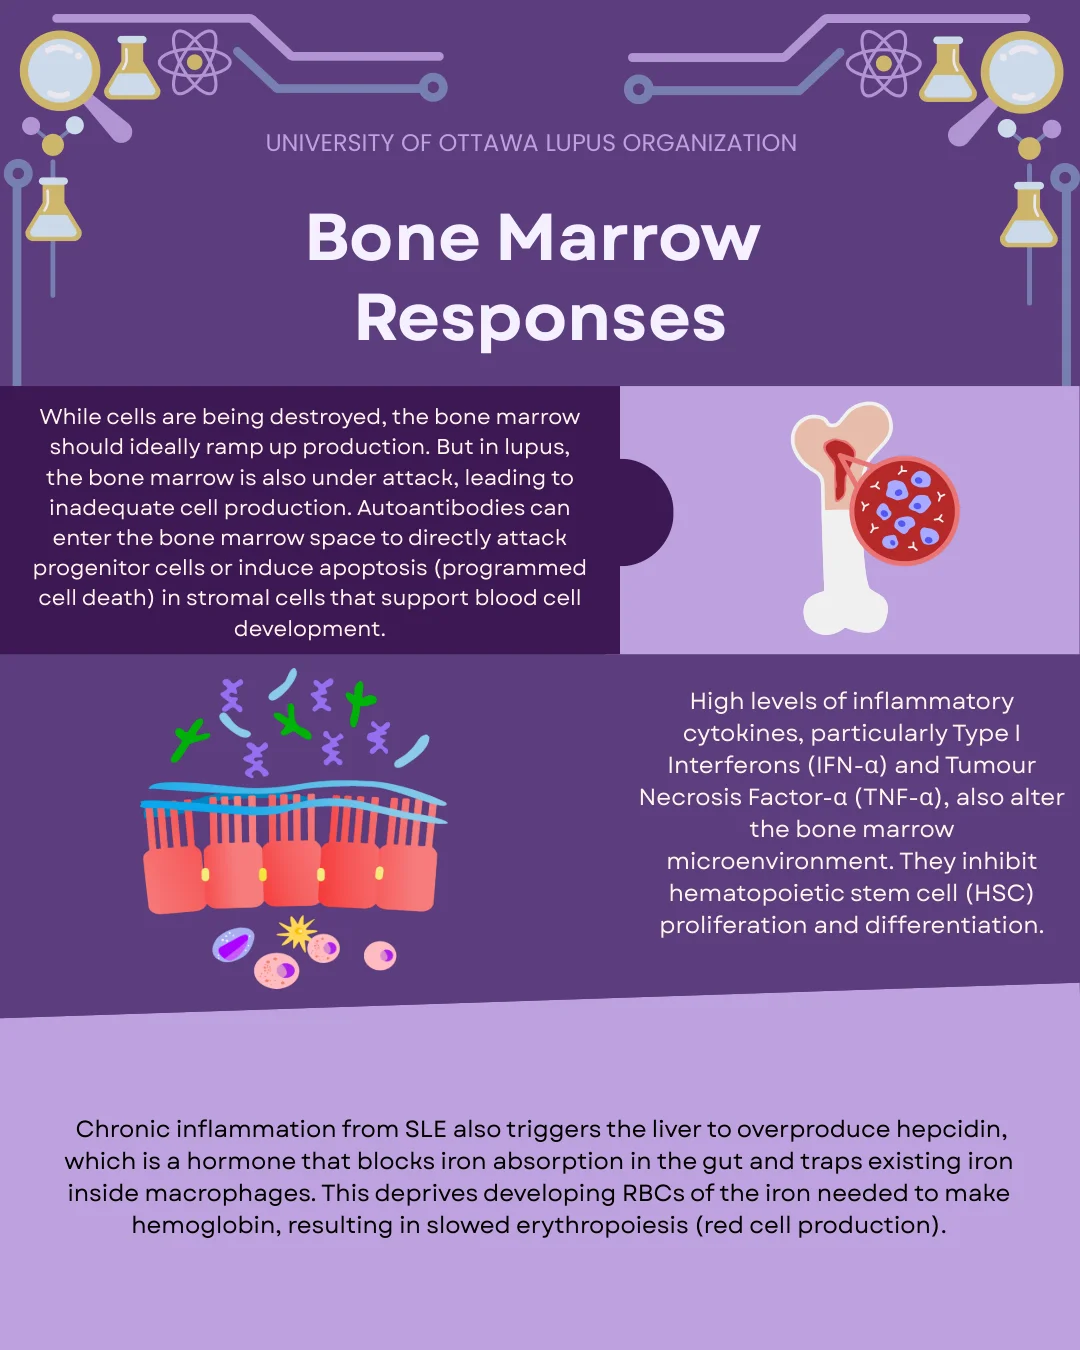 UNIVERSITY OF OTTAWA LUPUS ORGANIZATION
Bone Marrow
Responses
While cells are being destroyed, the bone marrow
should ideally ramp up production. But in lupus,
the bone marrow is also under attack, leading to
inadequate cell production. Autoantibodies can
enter the bone marrow space to directly attack
progenitor cells or induce apoptosis (programmed
cell death) in stromal cells that support blood cell
development.
High levels of inflammatory
cytokines, particularly Type I
Interferons (IFN-α) and Tumour
Necrosis Factor-α (TNF-α), also alter
the bone marrow
microenvironment. They inhibit
hematopoietic stem cell (HSC)
proliferation and differentiation.
Chronic inflammation from SLE also triggers the liver to overproduce hepcidin,
which is a hormone that blocks iron absorption in the gut and traps existing iron
inside macrophages. This deprives developing RBCs of the iron needed to make
hemoglobin, resulting in slowed erythropoiesis (red cell production).